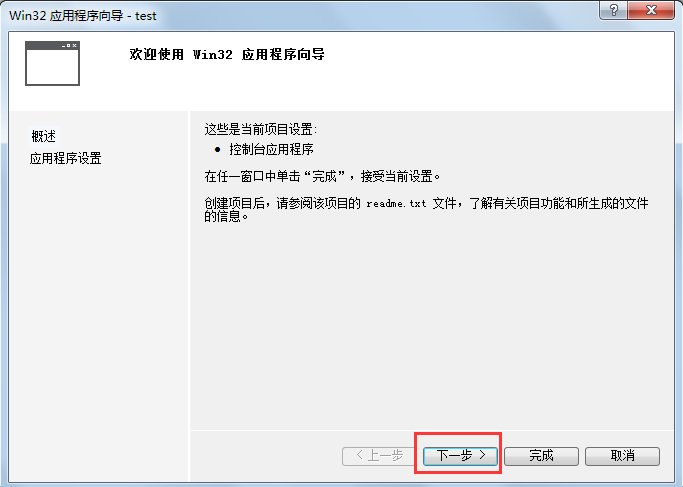 Win32 应用程序向导 - test
欢迎使用 Win32 应用程序向导
概述
应用程序设置
这些是当前项目设置:
• 控制台应用程序
在任一窗口中单击“完成”，接受当前设置。
创建项目后，请参阅该项目的 readme.txt 文件，了解有关项目功能和所生成的文件
的信息。
< 上一步
下一步 >
完成
取消